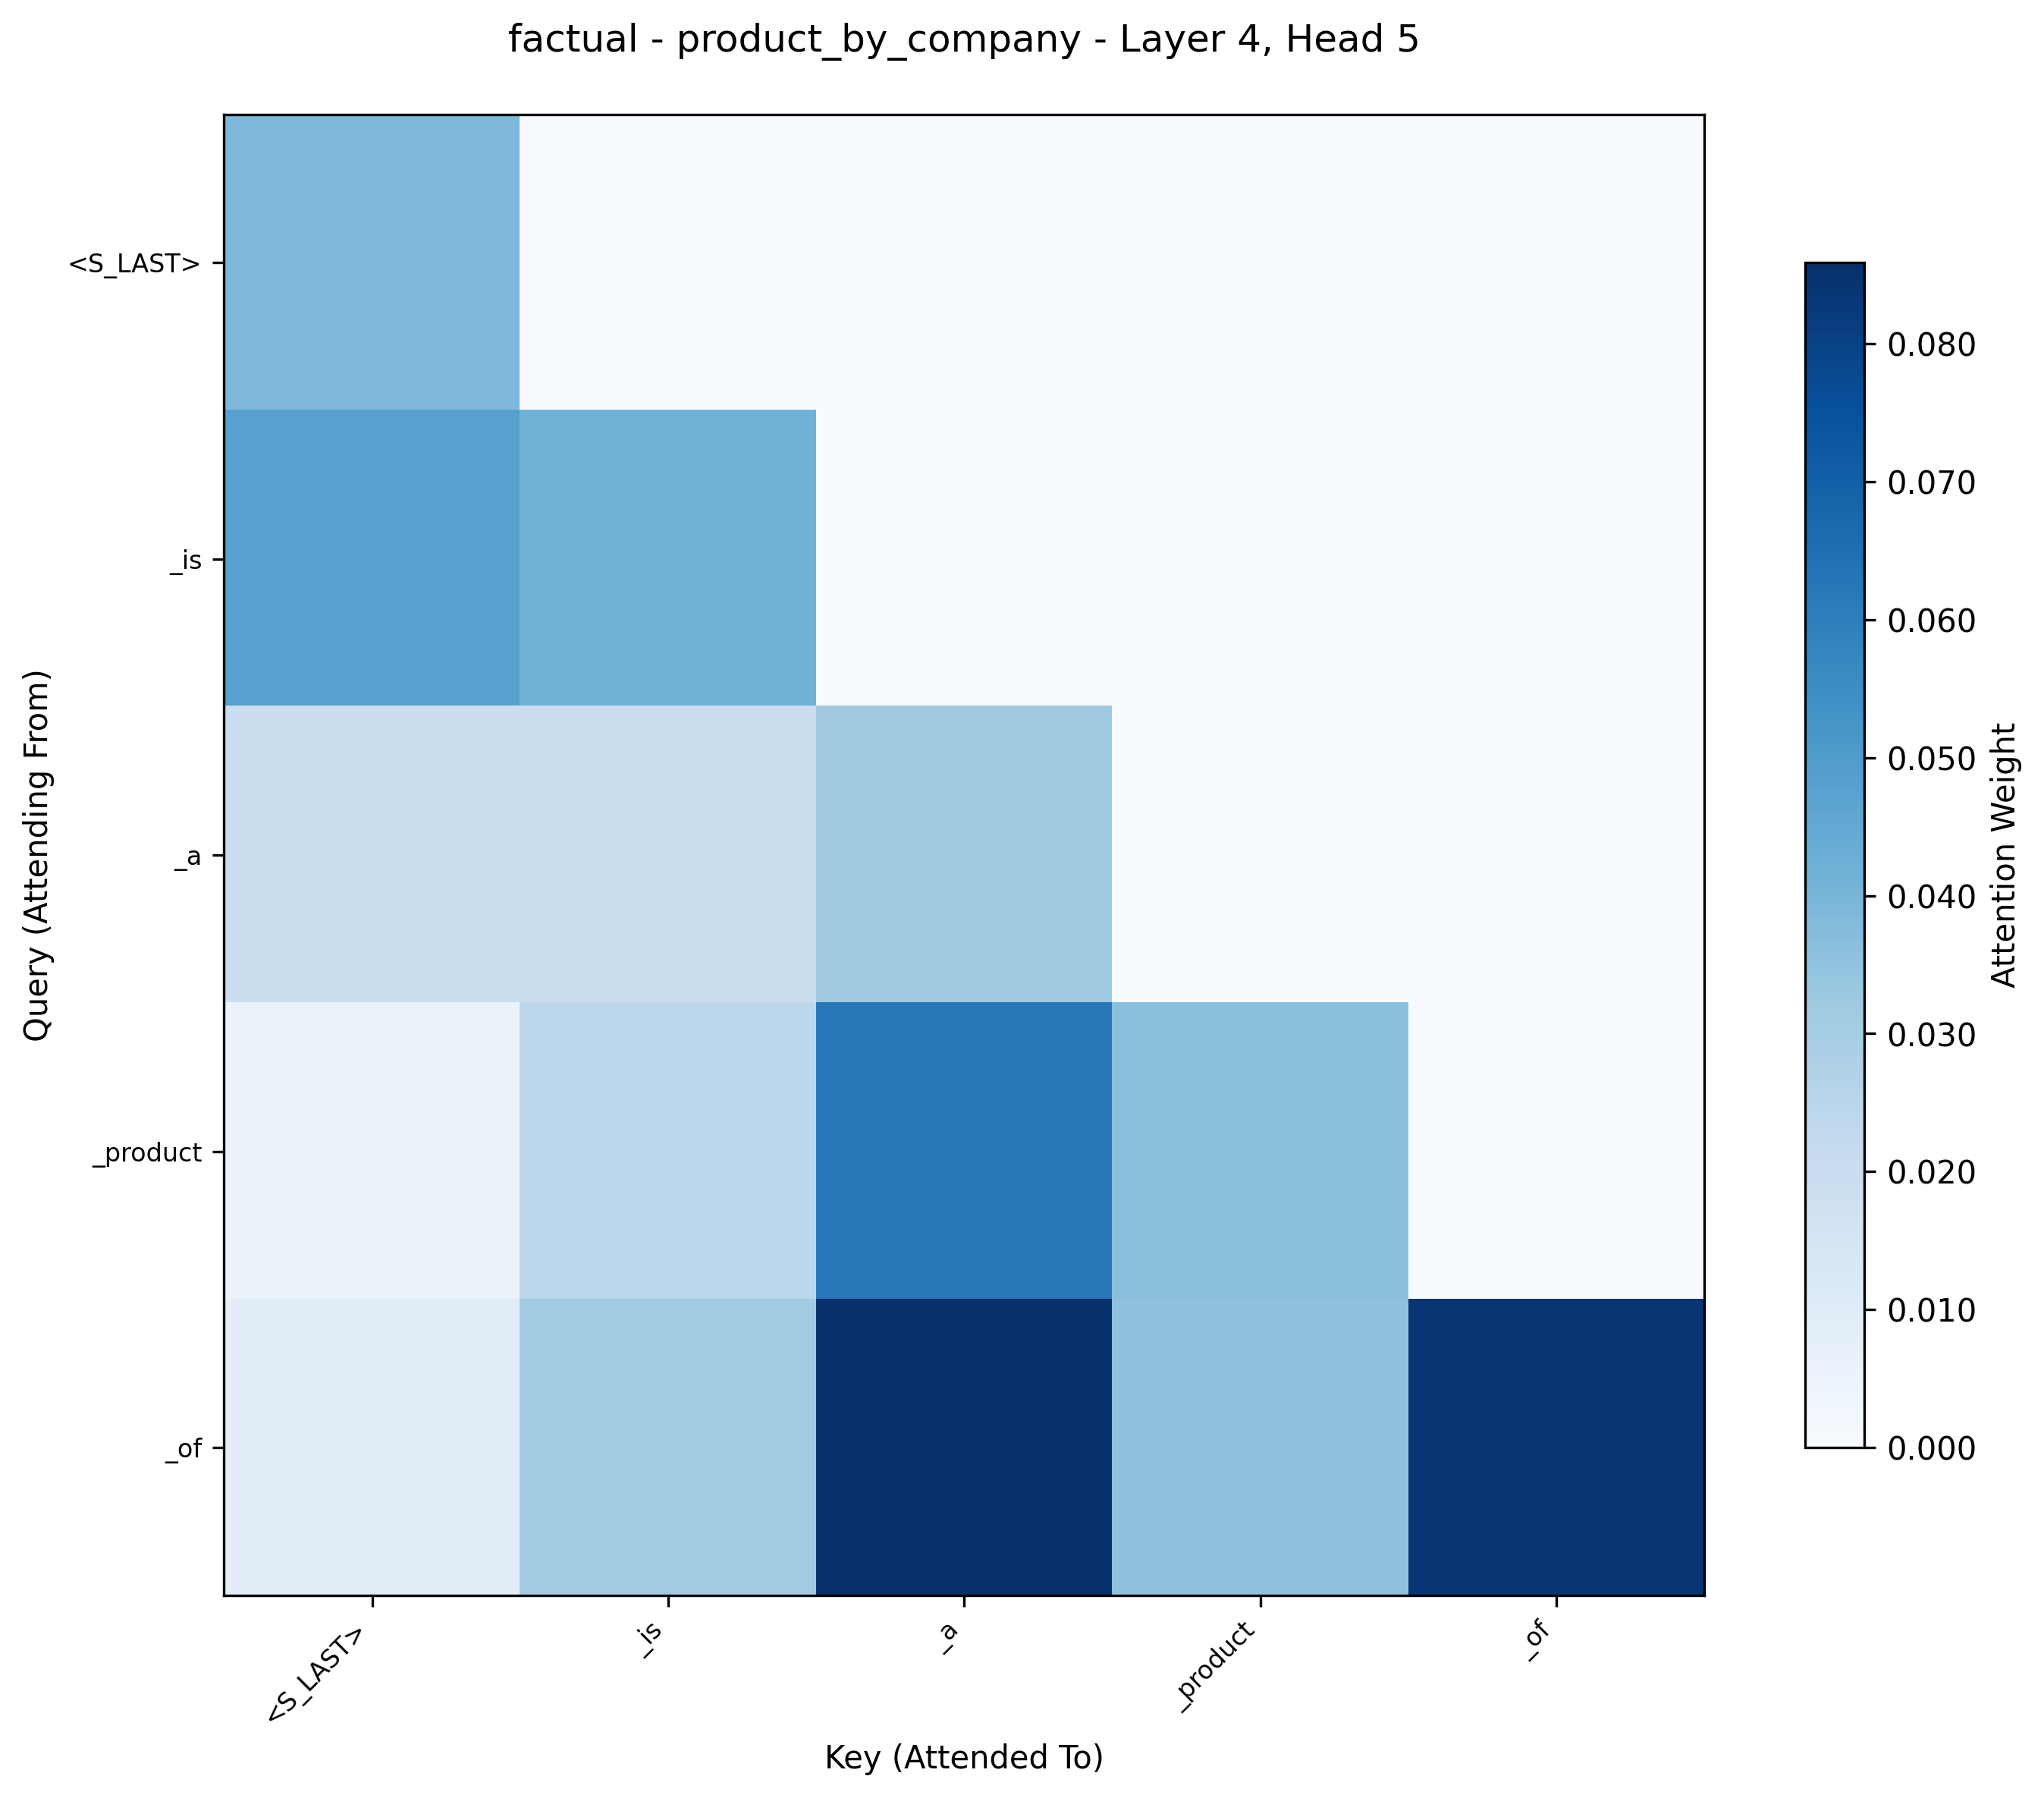 factual - product_by_company - Layer 4, Head 5
Query (Attending From)
<S_LAST>
_is
_a
_product
_of
<S_LAST>
_is
_a
_product
_of
Key (Attended To)
0.080
0.070
0.060
0.050
0.040
0.030
0.020
0.010
0.000
Attention Weight